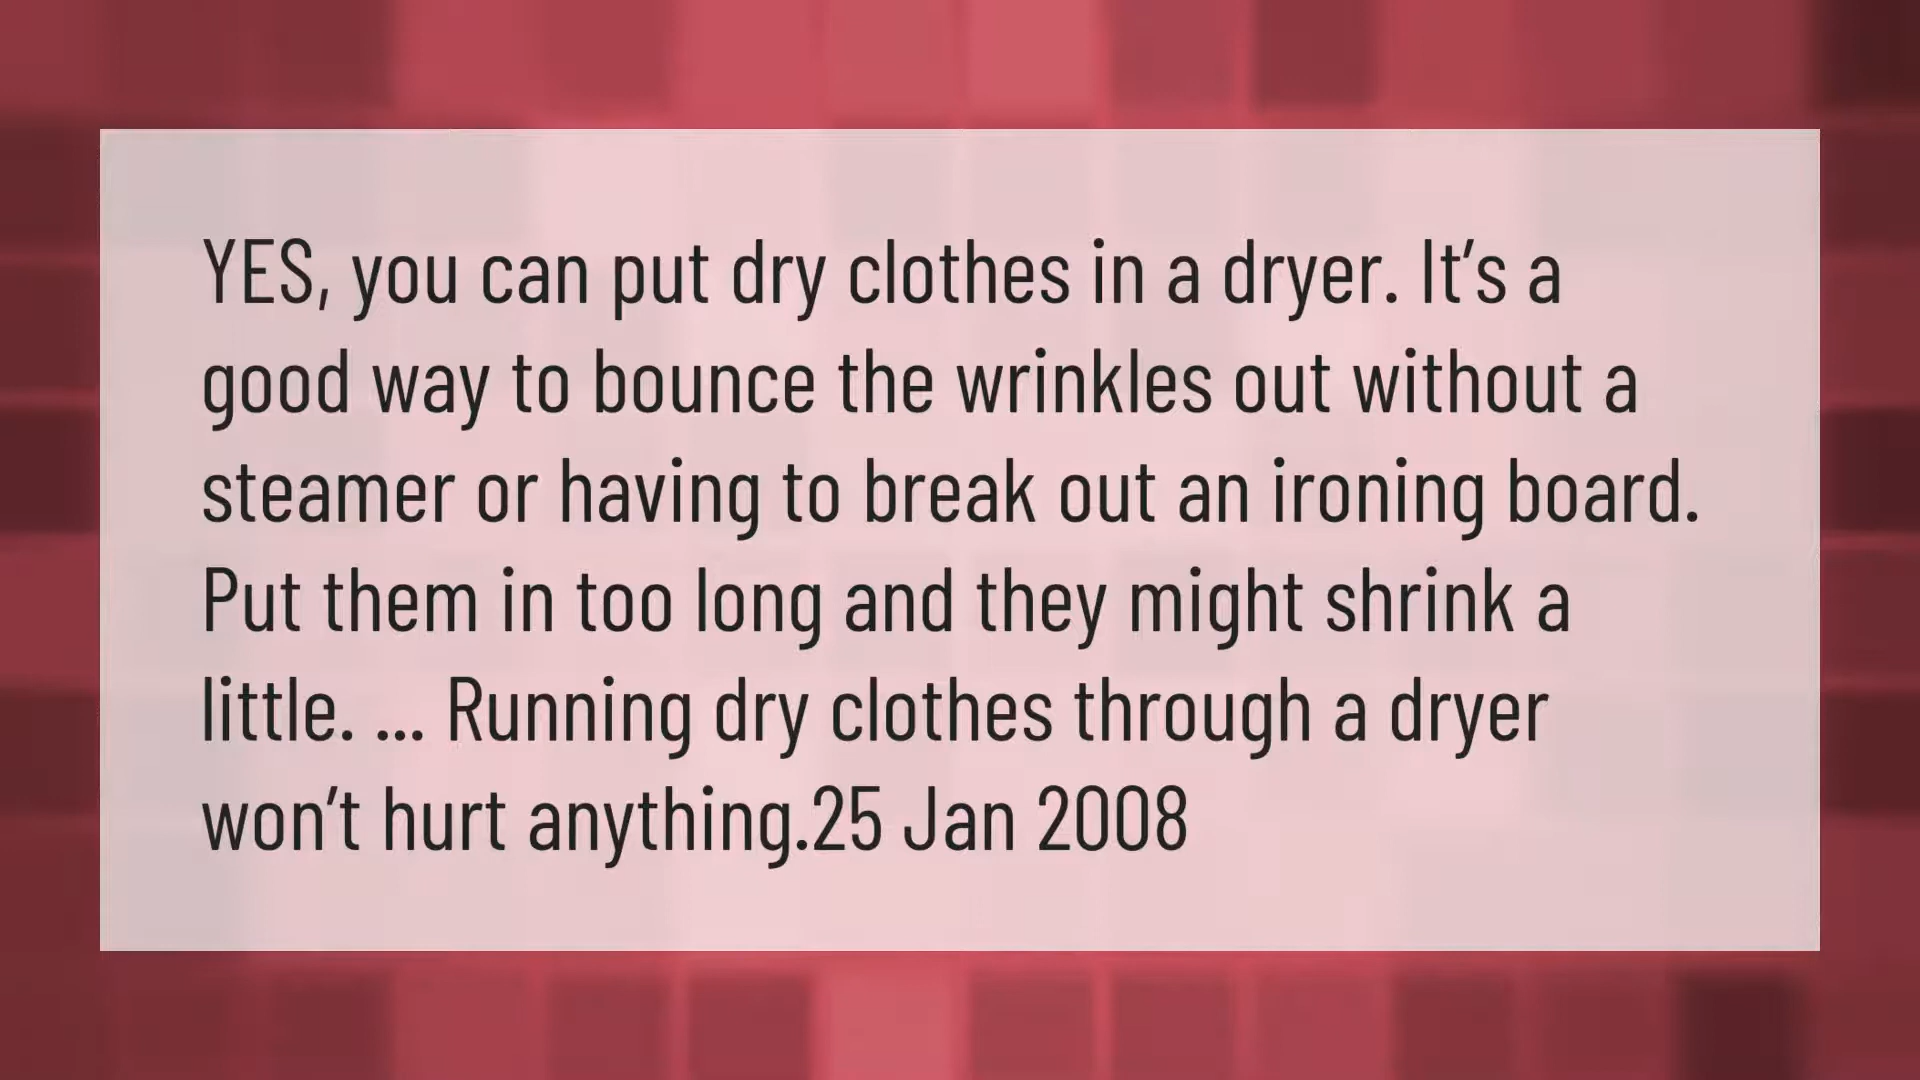 YES, you can put dry clothes in a dryer. It’s a
good way to bounce the wrinkles out without a
steamer or having to break out an ironing board.
Put them in too long and they might shrink a
little. ... Running dry clothes through a dryer
won’t hurt anything.25 Jan 2008